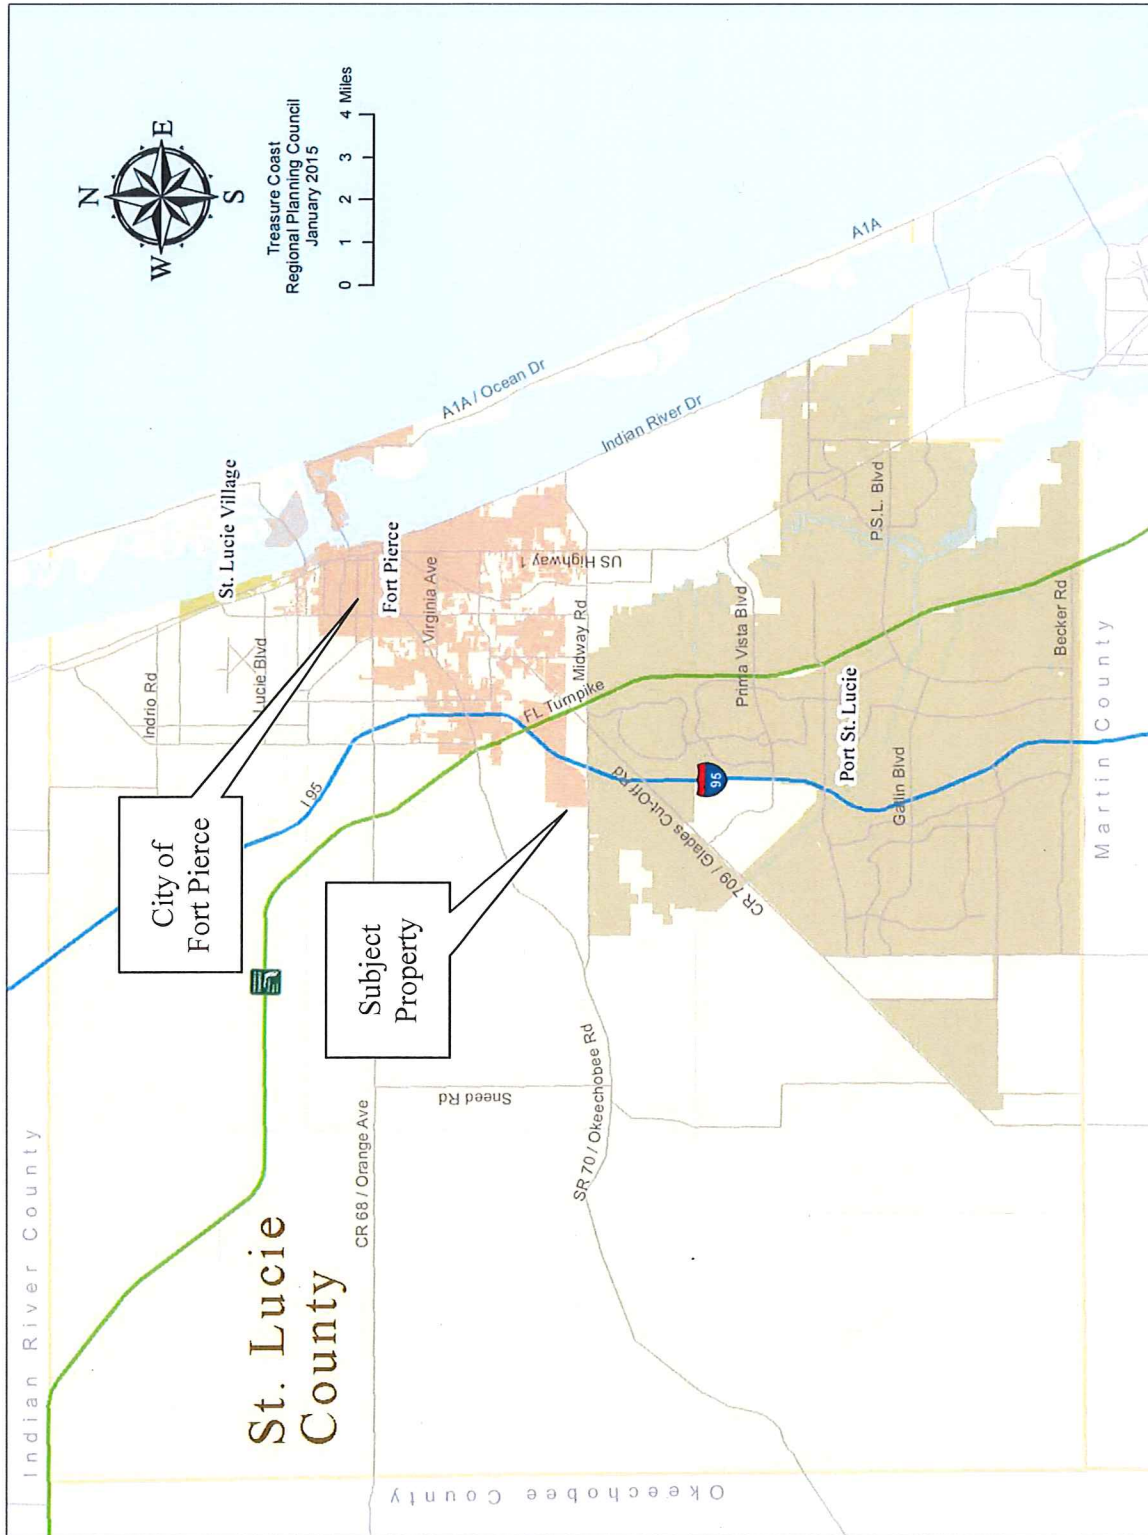 Indian River County
St. Lucie
County
Okeechobee County
Martin County
N
W
E
S
Treasure Coast
Regional Planning Council
January 2015
0 1 2 3 4 Miles
City of
Fort Pierce
Subject
Property
St. Lucie Village
Fort Pierce
Port St. Lucie
Indrio Rd
Lucie Blvd
I 95
CR 68 / Orange Ave
Sneed Rd
SR 70 / Okeechobee Rd
Virginia Ave
US Highway 1
Midway Rd
FL Turnpike
A1A / Ocean Dr
Indian River Dr
A1A
Prima Vista Blvd
P.S.L. Blvd
CR 709 / Glades Cut-Off Rd
95
Gatlin Blvd
Becker Rd